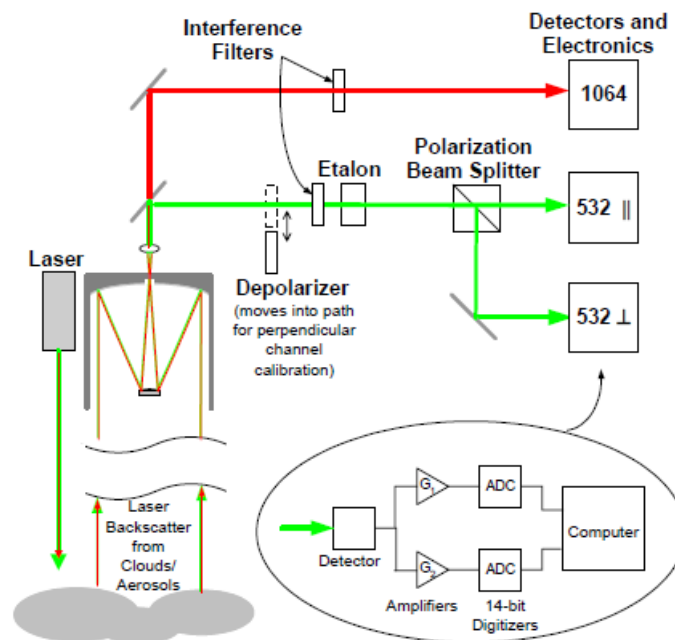 Interference
Filters
Detectors and
Electronics
1064
Polarization
Beam Splitter
Etalon
532 ||
Laser
Depolarizer
(moves into path
for perpendicular
channel
calibration)
532 ⊥
Laser
Backscatter
from
Clouds/
Aerosols
G1
ADC
Computer
Detector
G2
ADC
Amplifiers
14-bit
Digitizers